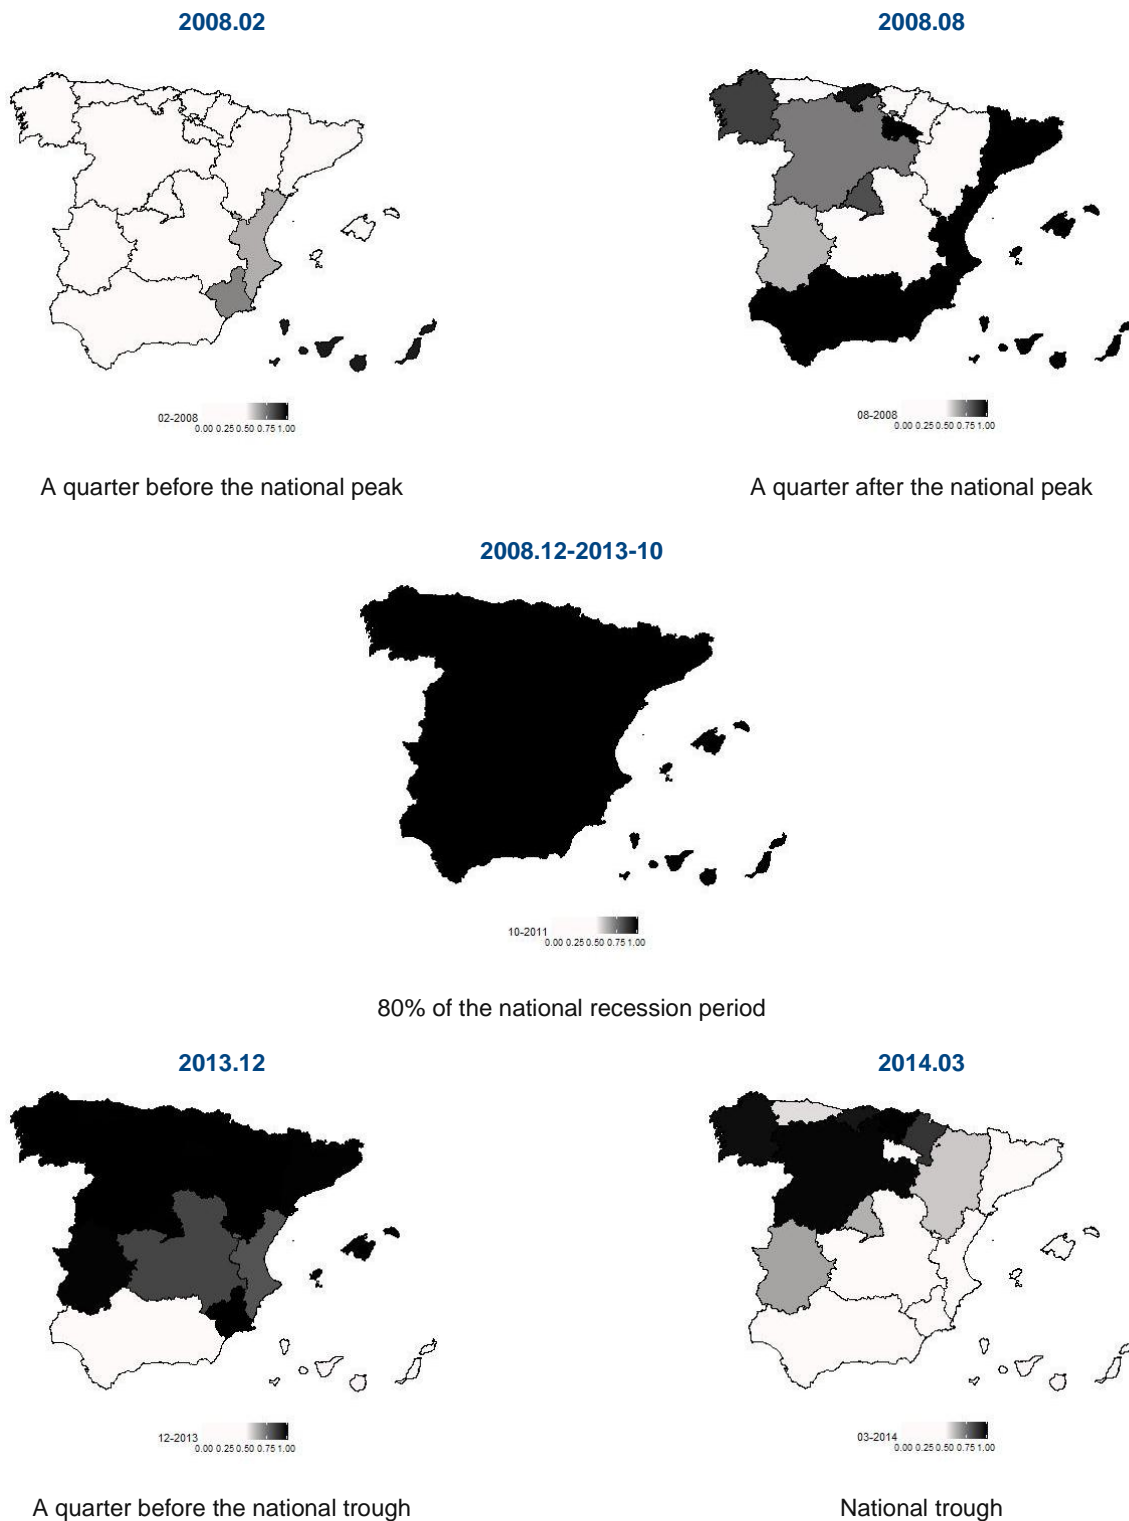 2008.02
2008.08
02-2008
0.00 0.25 0.50 0.75 1.00
08-2008
0.00 0.25 0.50 0.75 1.00
A quarter before the national peak
A quarter after the national peak
2008.12-2013-10
10-2011
0.00 0.25 0.50 0.75 1.00
80% of the national recession period
2013.12
2014.03
12-2013
0.00 0.25 0.50 0.75 1.00
03-2014
0.00 0.25 0.50 0.75 1.00
A quarter before the national trough
National trough